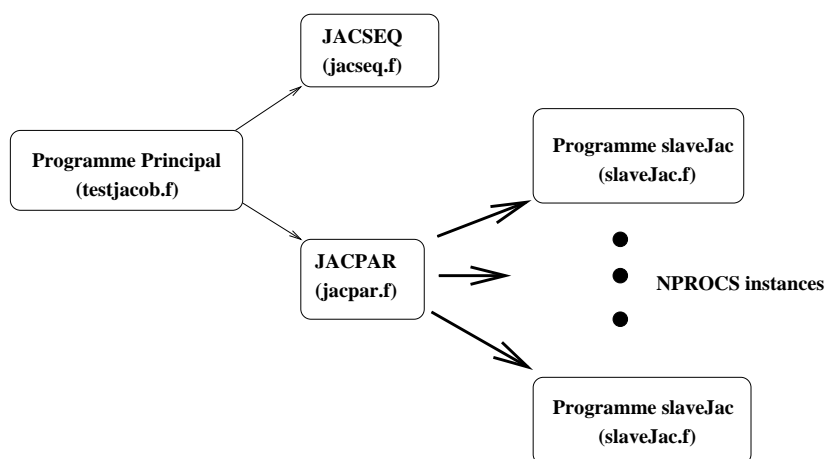 JACSEQ
(jacseq.f)
Programme Principal
(testjacob.f)
JACPAR
(jacpar.f)
Programme slaveJac
(slaveJac.f)
NPROCS instances
Programme slaveJac
(slaveJac.f)